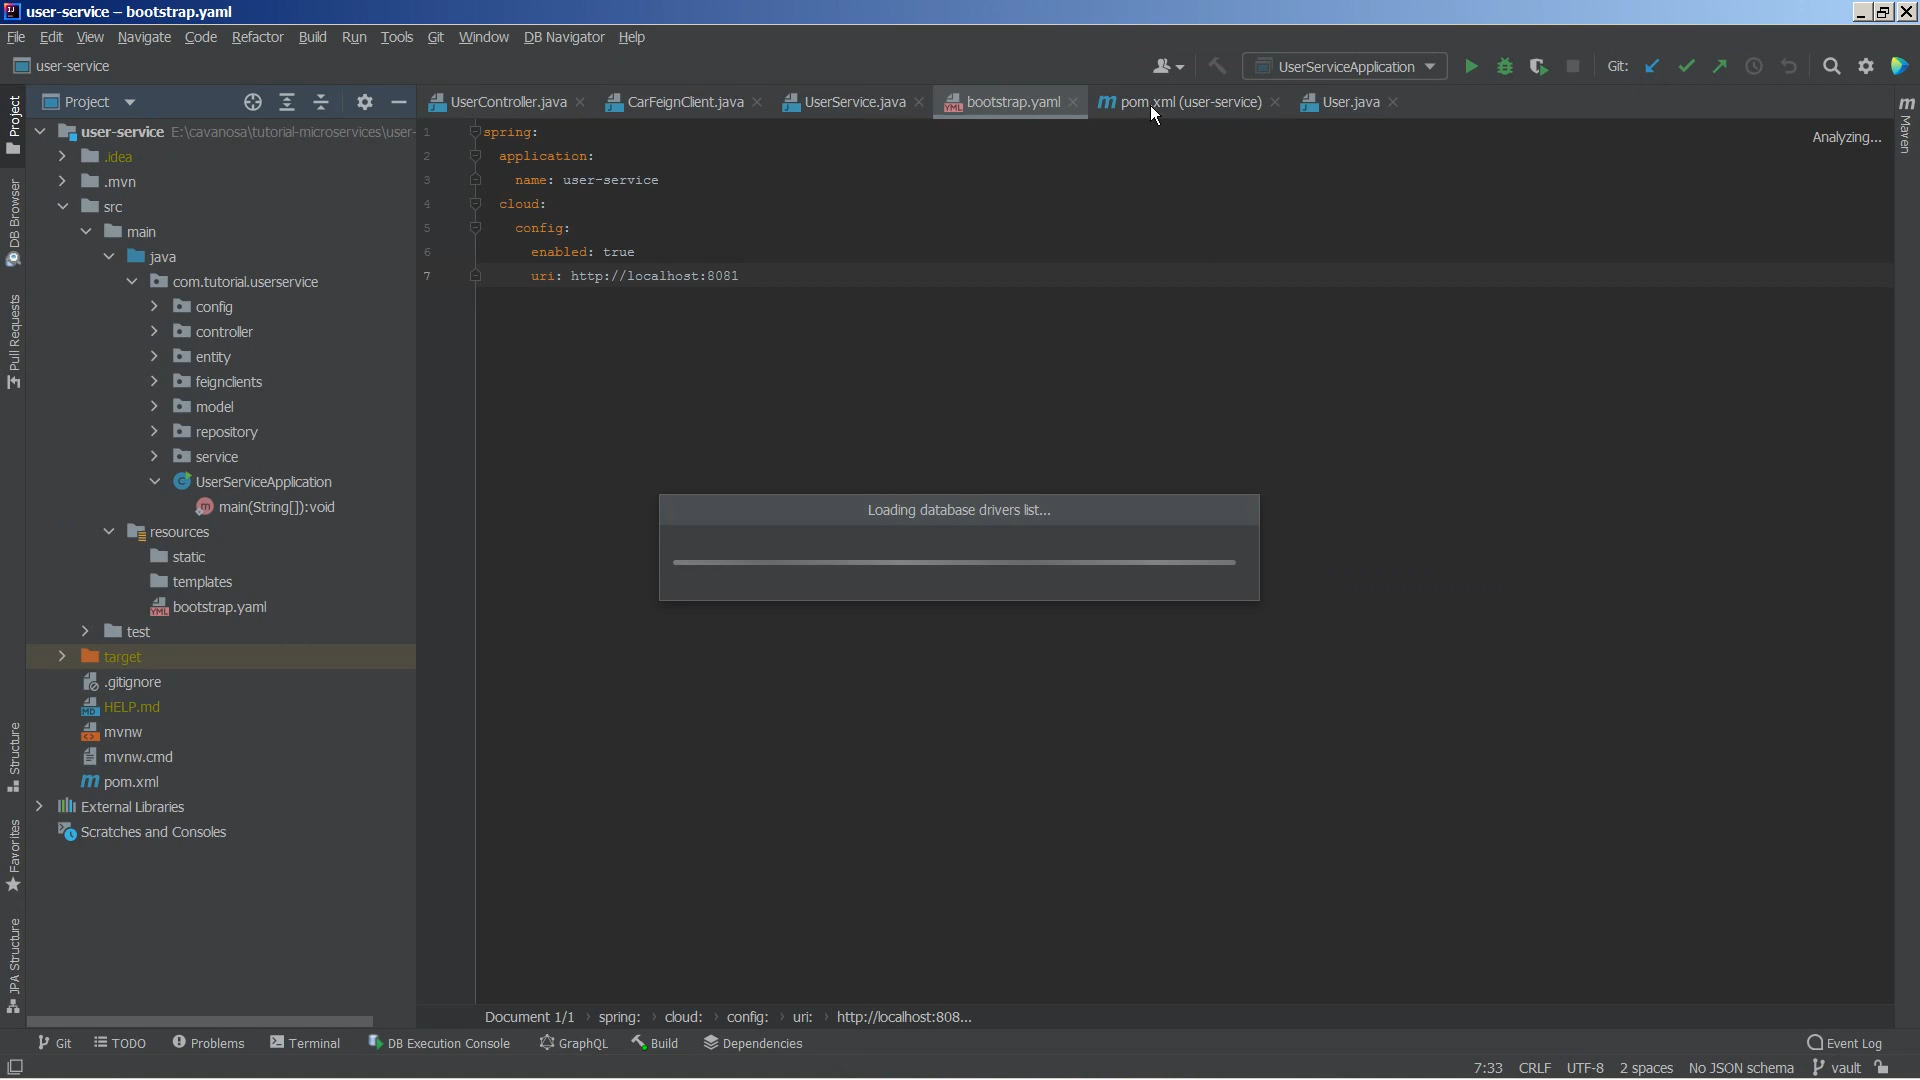 user-service – bootstrap.yaml
File Edit View Navigate Code Refactor Build Run Tools Git Window DB Navigator Help
user-service
UserServiceApplication
Git:
Project
UserController.java
CarFeignClient.java
UserService.java
bootstrap.yaml
pom.xml (user-service)
User.java
Project
DB Browser
Pull Requests
Structure
Favorites
JPA Structure
Maven
user-service E:\cavanosa\tutorial-microservices\user-
.idea
.mvn
src
main
java
com.tutorial.userservice
config
controller
entity
feignclients
model
repository
service
UserServiceApplication
main(String[]):void
resources
static
templates
bootstrap.yaml
test
target
.gitignore
HELP.md
mvnw
mvnw.cmd
pom.xml
External Libraries
Scratches and Consoles
1 spring:
2 application:
3 name: user-service
4 cloud:
5 config:
6 enabled: true
7 uri: http://localhost:8081
Analyzing...
Loading database drivers list...
Document 1/1 spring: cloud: config: uri: http://localhost:808...
Git TODO Problems Terminal DB Execution Console GraphQL Build Dependencies Event Log
7:33 CRLF UTF-8 2 spaces No JSON schema vault